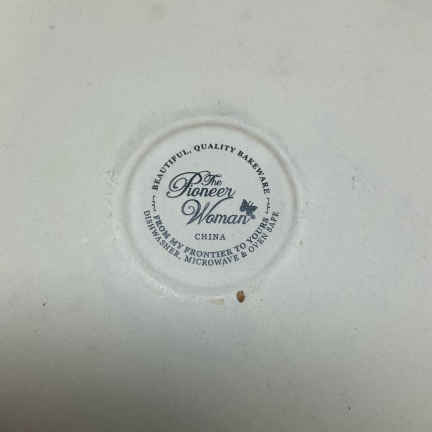 BEAUTIFUL, QUALITY BAKEWARE
The
Pioneer
Woman
CHINA
FROM MY FRONTIER TO YOURS
DISHWASHER, MICROWAVE & OVEN SAFE